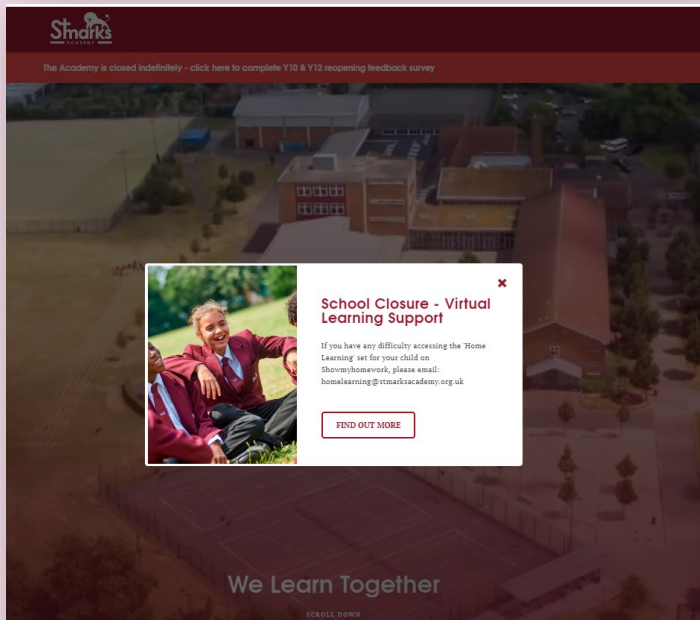 St marks
ACADEMY
The Academy is closed indefinitely - click here to complete Y10 & Y12 reopening feedback survey
School Closure - Virtual
Learning Support
If you have any difficulty accessing the 'Home
Learning' set for your child on
Showmyhomework, please email:
homelearning@stmarksacademy.org.uk
FIND OUT MORE
We Learn Together
SCROLL DOWN